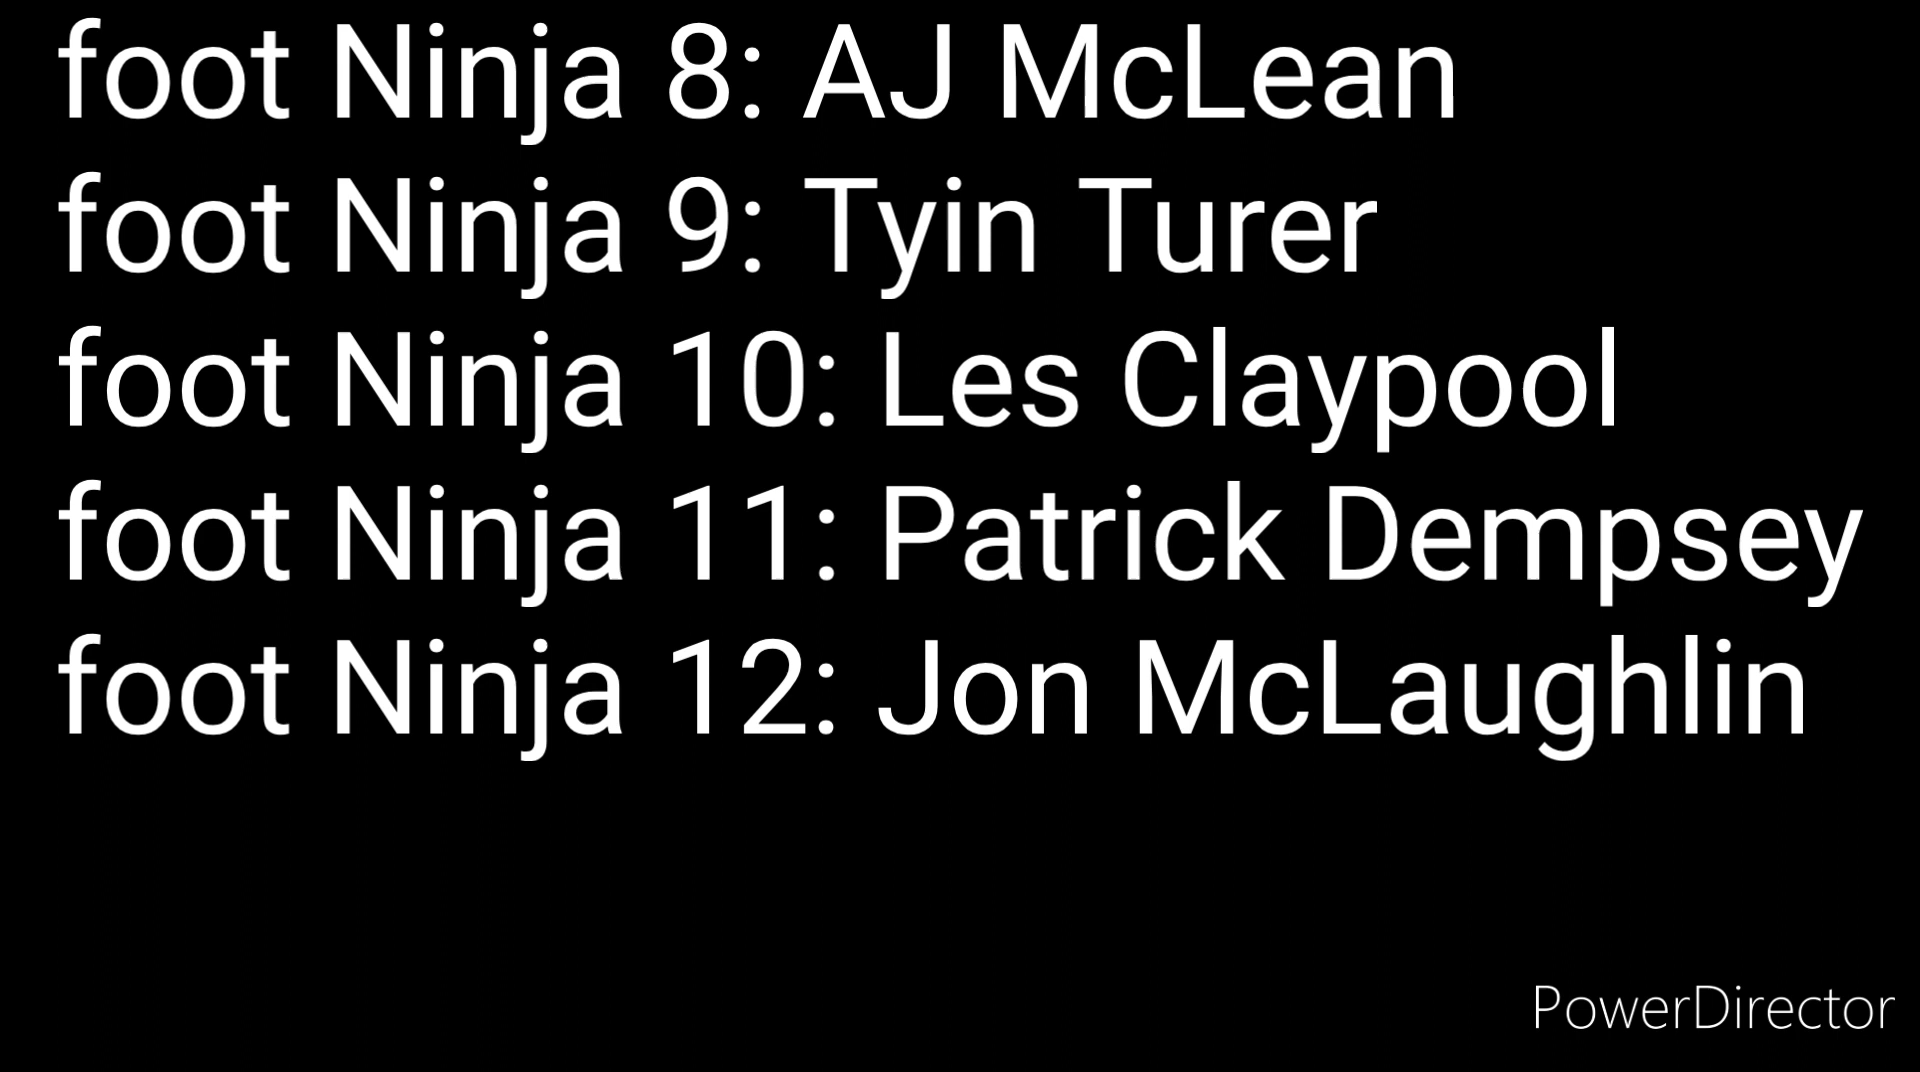 foot Ninja 8: AJ McLean
foot Ninja 9: Tyin Turer
foot Ninja 10: Les Claypool
foot Ninja 11: Patrick Dempsey
foot Ninja 12: Jon McLaughlin
PowerDirector